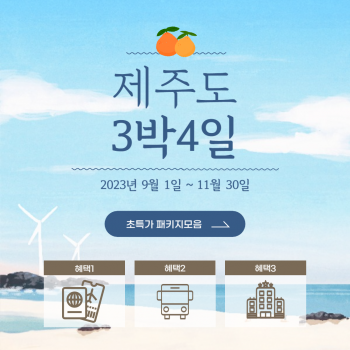 제주도
3박4일
2023년 9월 1일 ~ 11월 30일
초특가 패키지모음
혜택1 혜택2 혜택3